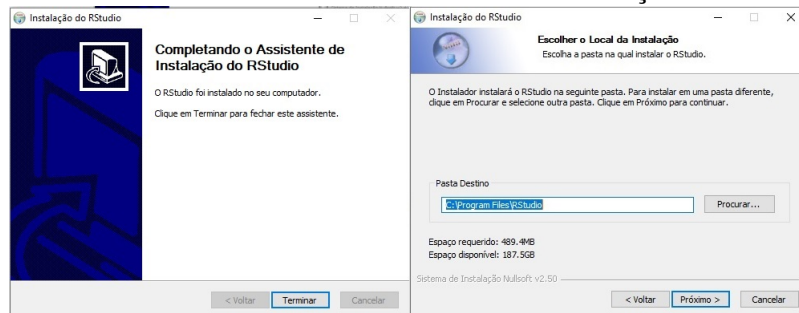 Instalação do RStudio
Completando o Assistente de
Instalação do RStudio
O RStudio foi instalado no seu computador.
Clique em Terminar para fechar este assistente.
< Voltar
Terminar
Cancelar
Instalação do RStudio
Escolher o Local da Instalação
Escolha a pasta na qual instalar o RStudio.
O Instalador instalará o RStudio na seguinte pasta. Para instalar em uma pasta diferente,
clique em Procurar e selecione outra pasta. Clique em Próximo para continuar.
Pasta Destino
C:\Program Files\RStudio
Procurar...
Espaço requerido: 489.4MB
Espaço disponível: 187.5GB
Sistema de Instalação Nullsoft v2.50
< Voltar
Próximo >
Cancelar